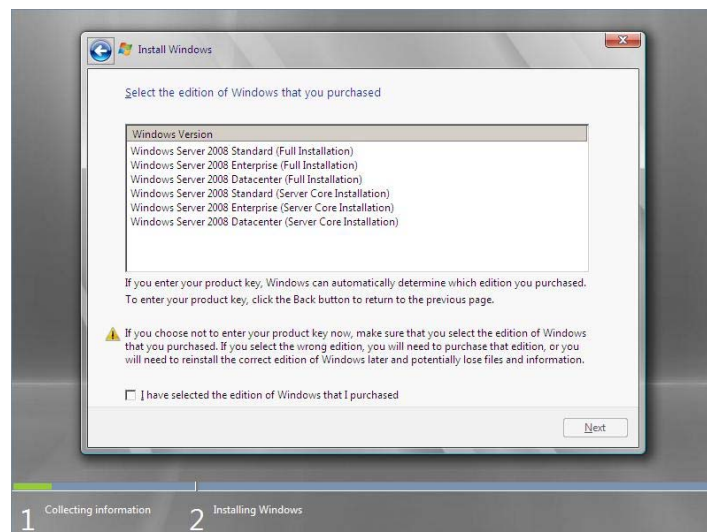 Install Windows
Select the edition of Windows that you purchased
Windows Version
Windows Server 2008 Standard (Full Installation)
Windows Server 2008 Enterprise (Full Installation)
Windows Server 2008 Datacenter (Full Installation)
Windows Server 2008 Standard (Server Core Installation)
Windows Server 2008 Enterprise (Server Core Installation)
Windows Server 2008 Datacenter (Server Core Installation)
If you enter your product key, Windows can automatically determine which edition you purchased.
To enter your product key, click the Back button to return to the previous page.
If you choose not to enter your product key now, make sure that you select the edition of Windows
that you purchased. If you select the wrong edition, you will need to purchase that edition, or you
will need to reinstall the correct edition of Windows later and potentially lose files and information.
I have selected the edition of Windows that I purchased
Next
1 Collecting information
2 Installing Windows